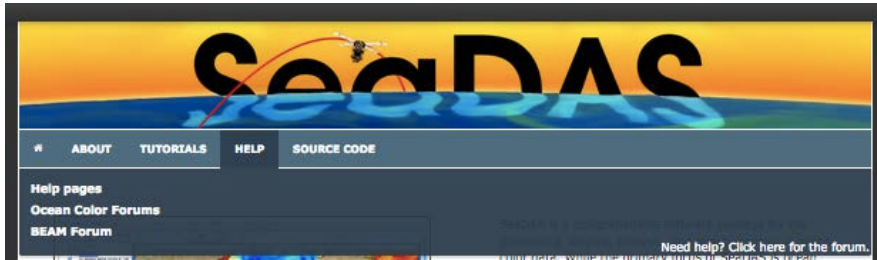 SeaDAS
ABOUT TUTORIALS HELP SOURCE CODE
Help pages
Ocean Color Forums
BEAM Forum
Need help? Click here for the forum.